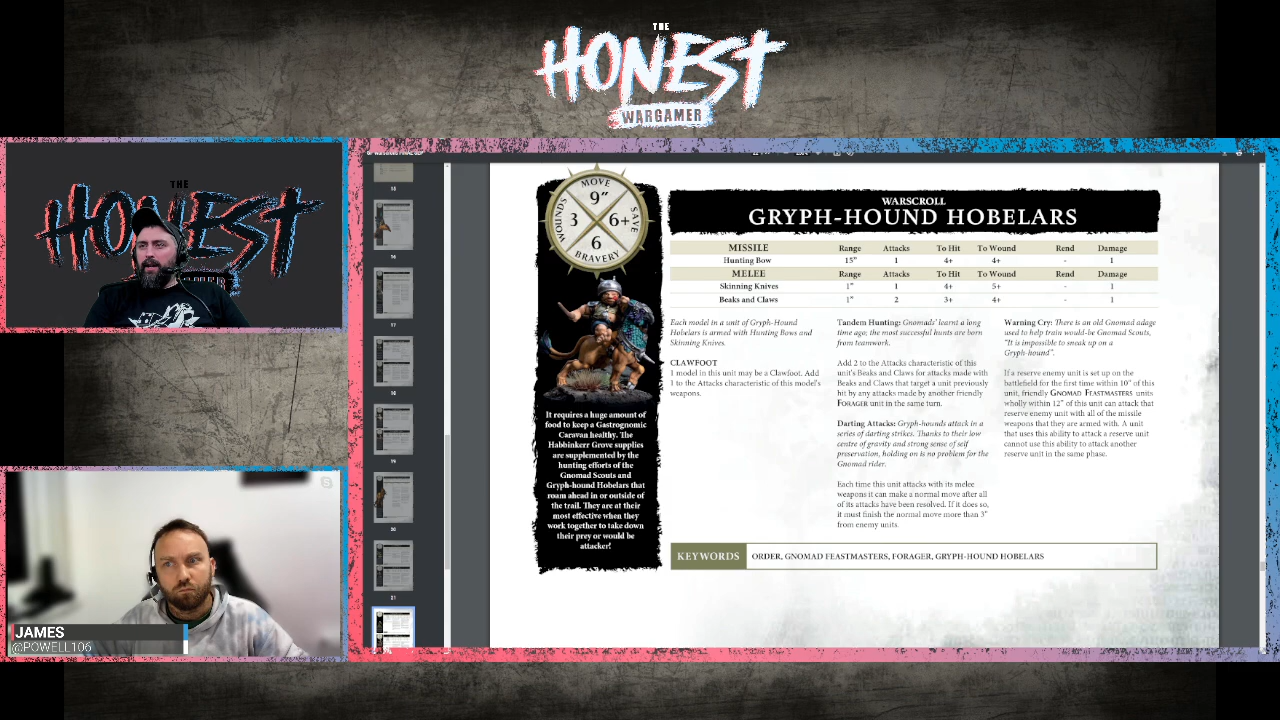 THE
HONEST
WARGAMER
THE
HONEST
JAMES
@POWELL106
15
16
17
18
19
20
21
MOVE
9"
WOUNDS
3
6+
SAVE
6
BRAVERY
WARSCROLL
GRYPH-HOUND HOBELARS
MISSILE Range Attacks To Hit To Wound Rend Damage
Hunting Bow 15" 1 4+ 4+ - 1
MELEE Range Attacks To Hit To Wound Rend Damage
Skinning Knives 1" 1 4+ 5+ - 1
Beaks and Claws 1" 2 3+ 4+ - 1
It requires a huge amount of
food to keep a Gastrognomic
Caravan healthy. The
Habbinkerr Grove supplies
are supplemented by the
hunting efforts of the
Gnomad Scouts and
Gryph-hound Hobelars that
roam ahead in or outside of
the trail. They are at their
most effective when they
work together to take down
their prey or would be
attacker!
Each model in a unit of Gryph-Hound
Hobelars is armed with Hunting Bows and
Skinning Knives.
CLAWFOOT
1 model in this unit may be a Clawfoot. Add
1 to the Attacks characteristic of this model's
weapons.
Tandem Hunting: Gnomads' learnt a long
time ago; the most successful hunts are born
from teamwork.
Add 2 to the Attacks characteristic of this
unit's Beaks and Claws for attacks made with
Beaks and Claws that target a unit previously
hit by any attacks made by another friendly
FORAGER unit in the same turn.
Darting Attacks: Gryph-hounds attack in a
series of darting strikes. Thanks to their low
centre of gravity and strong sense of self
preservation, holding on is no problem for the
Gnomad rider.
Each time this unit attacks with its melee
weapons it can make a normal move after all
of its attacks have been resolved. If it does so,
it must finish the normal move more than 3"
from enemy units.
Warning Cry: There is an old Gnomad adage
used to help train would-be Gnomad Scouts,
"It is impossible to sneak up on a
Gryph-hound".
If a reserve enemy unit is set up on the
battlefield for the first time within 10" of this
unit, friendly GNOMAD FEASTMASTERS units
wholly within 12" of this unit can attack that
reserve enemy unit with all of the missile
weapons that they are armed with. A unit
that uses this ability to attack a reserve unit
cannot use this ability to attack another
reserve unit in the same phase.
KEYWORDS ORDER, GNOMAD FEASTMASTERS, FORAGER, GRYPH-HOUND HOBELARS